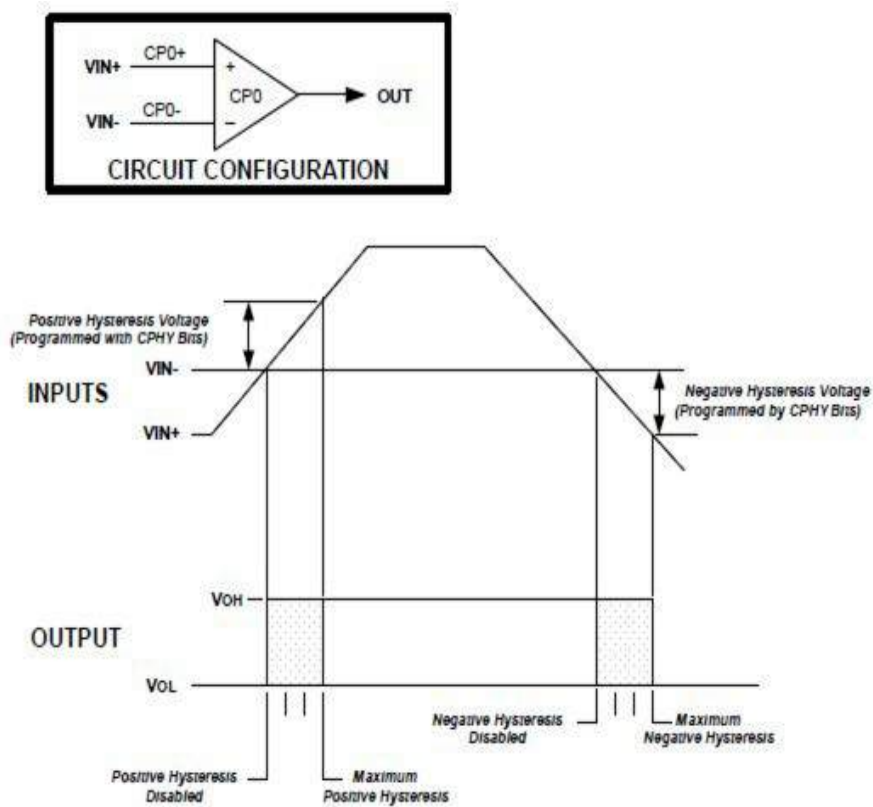 VIN+ CP0+
+
CP0
OUT
VIN- CP0-
–
CIRCUIT CONFIGURATION
Positive Hysteresis Voltage
(Programmed with CPHY Bits)
VIN-
INPUTS
VIN+
Negative Hysteresis Voltage
(Programmed by CPHY Bits)
VOH
OUTPUT
VOL
Negative Hysteresis
Disabled
Maximum
Negative Hysteresis
Positive Hysteresis
Disabled
Maximum
Positive Hysteresis